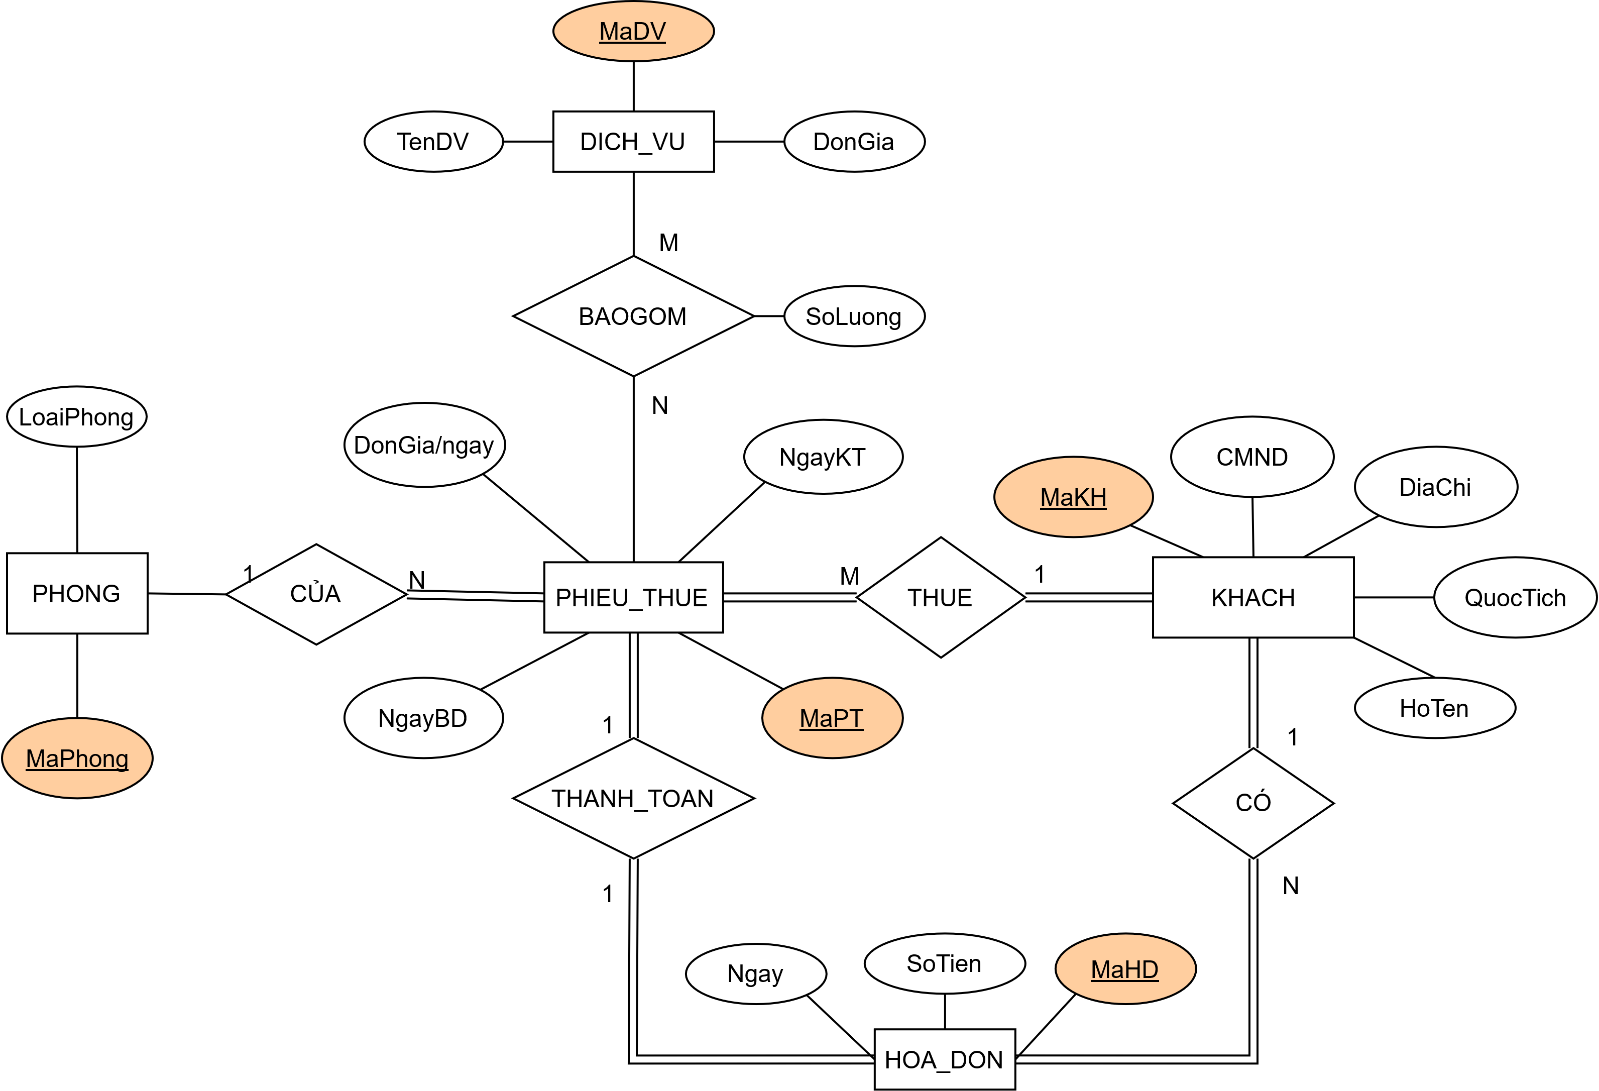 MaDV
TenDV
DICH_VU
DonGia
M
BAOGOM
SoLuong
N
LoaiPhong
DonGia/ngay
NgayKT
CMND
MaKH
DiaChi
PHONG
1
CỦA
N
PHIEU_THUE
M
THUE
1
KHACH
QuocTich
NgayBD
MaPT
HoTen
MaPhong
1
1
THANH_TOAN
CÓ
1
N
Ngay
SoTien
MaHD
HOA_DON